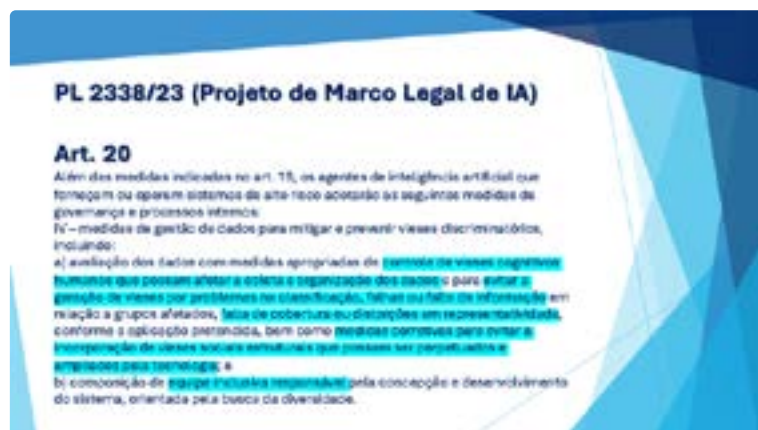 PL 2338/23 (Projeto de Marco Legal de IA)
Art. 20
Além das medidas indicadas no art. 19, os agentes de inteligência artificial que
forneçam ou operem sistemas de alto risco adotarão as seguintes medidas de
governança e processos internos:
IV – medidas de gestão de dados para mitigar e prevenir vieses discriminatórios,
incluindo:
a) avaliação dos dados com medidas apropriadas de controle de vieses cognitivos
humanos que possam afetar a coleta e organização dos dados e para evitar a
geração de vieses por problemas na classificação, falhas ou falta de informação em
relação a grupos afetados, falta de cobertura ou distorções em representatividade,
conforme a aplicação pretendida, bem como medidas corretivas para evitar a
incorporação de vieses sociais estruturais que possam ser perpetuados e
ampliados pela tecnologia; e
b) composição de equipe inclusiva responsável pela concepção e desenvolvimento
do sistema, orientada pela busca da diversidade.